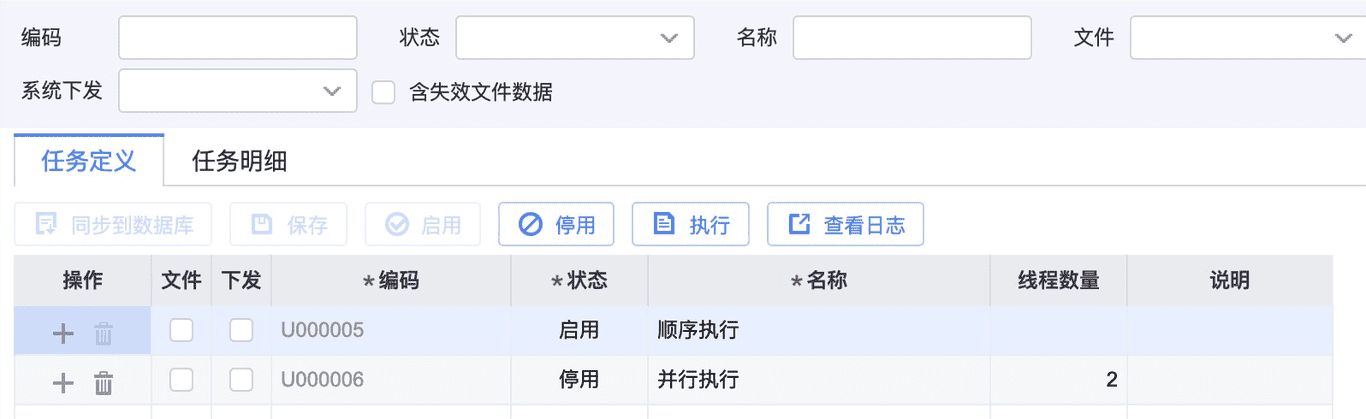 编码 状态 名称 文件
系统下发 含失效文件数据
任务定义 任务明细
同步到数据库 保存 启用 停用 执行 查看日志
操作 文件 下发 *编码 *状态 *名称 线程数量 说明
U000005 启用 顺序执行
U000006 停用 并行执行 2